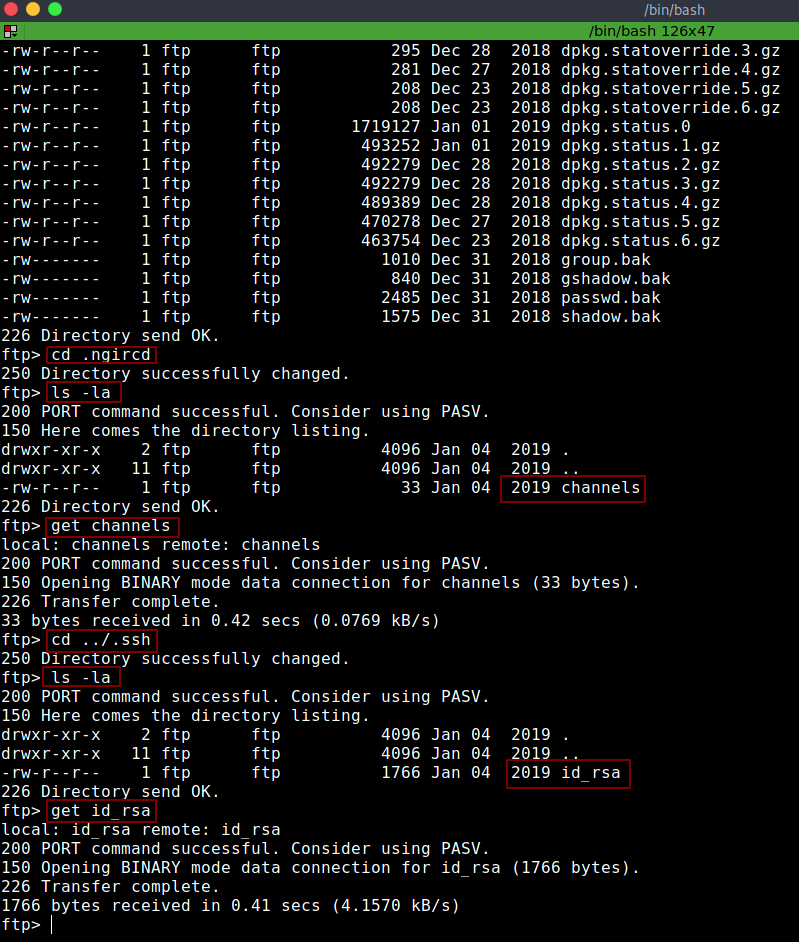 /bin/bash
/bin/bash 126x47
-rw-r--r--    1 ftp      ftp           295 Dec 28  2018 dpkg.statoverride.3.gz
-rw-r--r--    1 ftp      ftp           281 Dec 27  2018 dpkg.statoverride.4.gz
-rw-r--r--    1 ftp      ftp           208 Dec 23  2018 dpkg.statoverride.5.gz
-rw-r--r--    1 ftp      ftp           208 Dec 23  2018 dpkg.statoverride.6.gz
-rw-r--r--    1 ftp      ftp       1719127 Jan 01  2019 dpkg.status.0
-rw-r--r--    1 ftp      ftp        493252 Jan 01  2019 dpkg.status.1.gz
-rw-r--r--    1 ftp      ftp        492279 Dec 28  2018 dpkg.status.2.gz
-rw-r--r--    1 ftp      ftp        492279 Dec 28  2018 dpkg.status.3.gz
-rw-r--r--    1 ftp      ftp        489389 Dec 28  2018 dpkg.status.4.gz
-rw-r--r--    1 ftp      ftp        470278 Dec 27  2018 dpkg.status.5.gz
-rw-r--r--    1 ftp      ftp        463754 Dec 23  2018 dpkg.status.6.gz
-rw-------    1 ftp      ftp          1010 Dec 31  2018 group.bak
-rw-------    1 ftp      ftp           840 Dec 31  2018 gshadow.bak
-rw-------    1 ftp      ftp          2485 Dec 31  2018 passwd.bak
-rw-------    1 ftp      ftp          1575 Dec 31  2018 shadow.bak
226 Directory send OK.
ftp> cd .ngircd
250 Directory successfully changed.
ftp> ls -la
200 PORT command successful. Consider using PASV.
150 Here comes the directory listing.
drwxr-xr-x    2 ftp      ftp          4096 Jan 04  2019 .
drwxr-xr-x   11 ftp      ftp          4096 Jan 04  2019 ..
-rw-r--r--    1 ftp      ftp            33 Jan 04  2019 channels
226 Directory send OK.
ftp> get channels
local: channels remote: channels
200 PORT command successful. Consider using PASV.
150 Opening BINARY mode data connection for channels (33 bytes).
226 Transfer complete.
33 bytes received in 0.42 secs (0.0769 kB/s)
ftp> cd ../.ssh
250 Directory successfully changed.
ftp> ls -la
200 PORT command successful. Consider using PASV.
150 Here comes the directory listing.
drwxr-xr-x    2 ftp      ftp          4096 Jan 04  2019 .
drwxr-xr-x   11 ftp      ftp          4096 Jan 04  2019 ..
-rw-r--r--    1 ftp      ftp          1766 Jan 04  2019 id_rsa
226 Directory send OK.
ftp> get id_rsa
local: id_rsa remote: id_rsa
200 PORT command successful. Consider using PASV.
150 Opening BINARY mode data connection for id_rsa (1766 bytes).
226 Transfer complete.
1766 bytes received in 0.41 secs (4.1570 kB/s)
ftp>